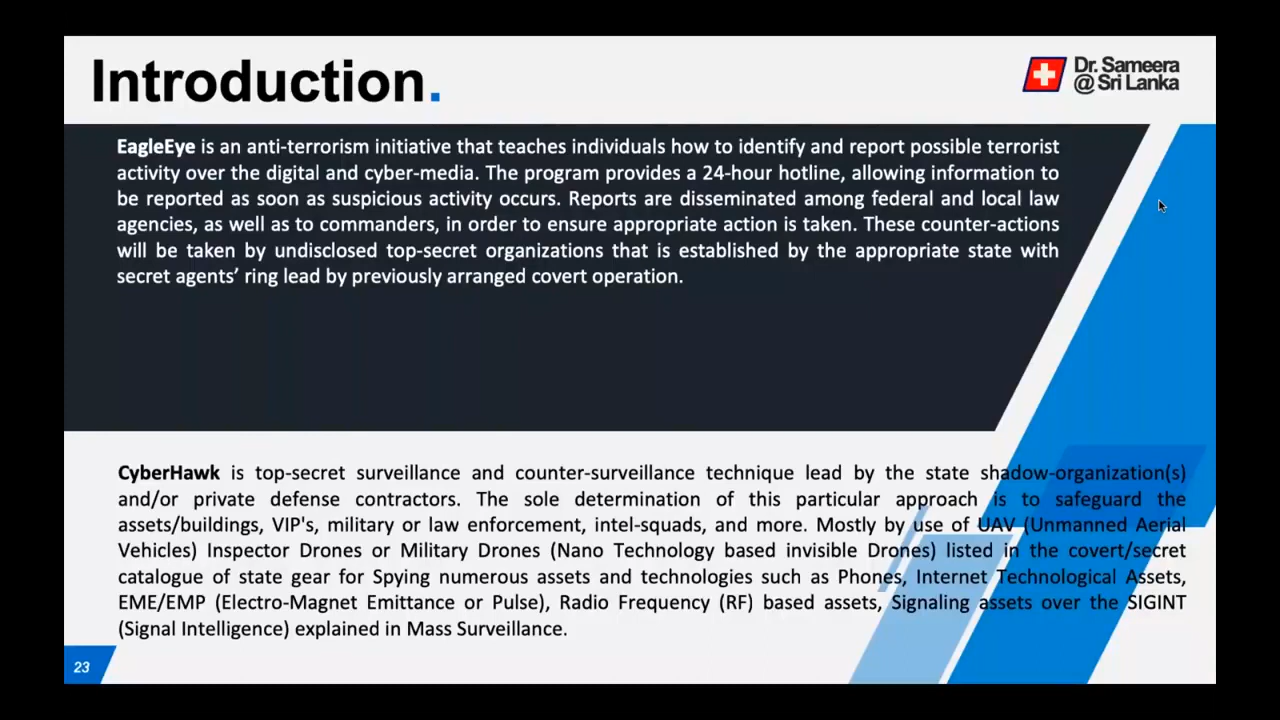 Introduction.
Dr. Sameera
@ Sri Lanka
EagleEye is an anti-terrorism initiative that teaches individuals how to identify and report possible terrorist
activity over the digital and cyber-media. The program provides a 24-hour hotline, allowing information to
be reported as soon as suspicious activity occurs. Reports are disseminated among federal and local law
agencies, as well as to commanders, in order to ensure appropriate action is taken. These counter-actions
will be taken by undisclosed top-secret organizations that is established by the appropriate state with
secret agents’ ring lead by previously arranged covert operation.
CyberHawk is top-secret surveillance and counter-surveillance technique lead by the state shadow-organization(s)
and/or private defense contractors. The sole determination of this particular approach is to safeguard the
assets/buildings, VIP's, military or law enforcement, intel-squads, and more. Mostly by use of UAV (Unmanned Aerial
Vehicles) Inspector Drones or Military Drones (Nano Technology based invisible Drones) listed in the covert/secret
catalogue of state gear for Spying numerous assets and technologies such as Phones, Internet Technological Assets,
EME/EMP (Electro-Magnet Emittance or Pulse), Radio Frequency (RF) based assets, Signaling assets over the SIGINT
(Signal Intelligence) explained in Mass Surveillance.
23